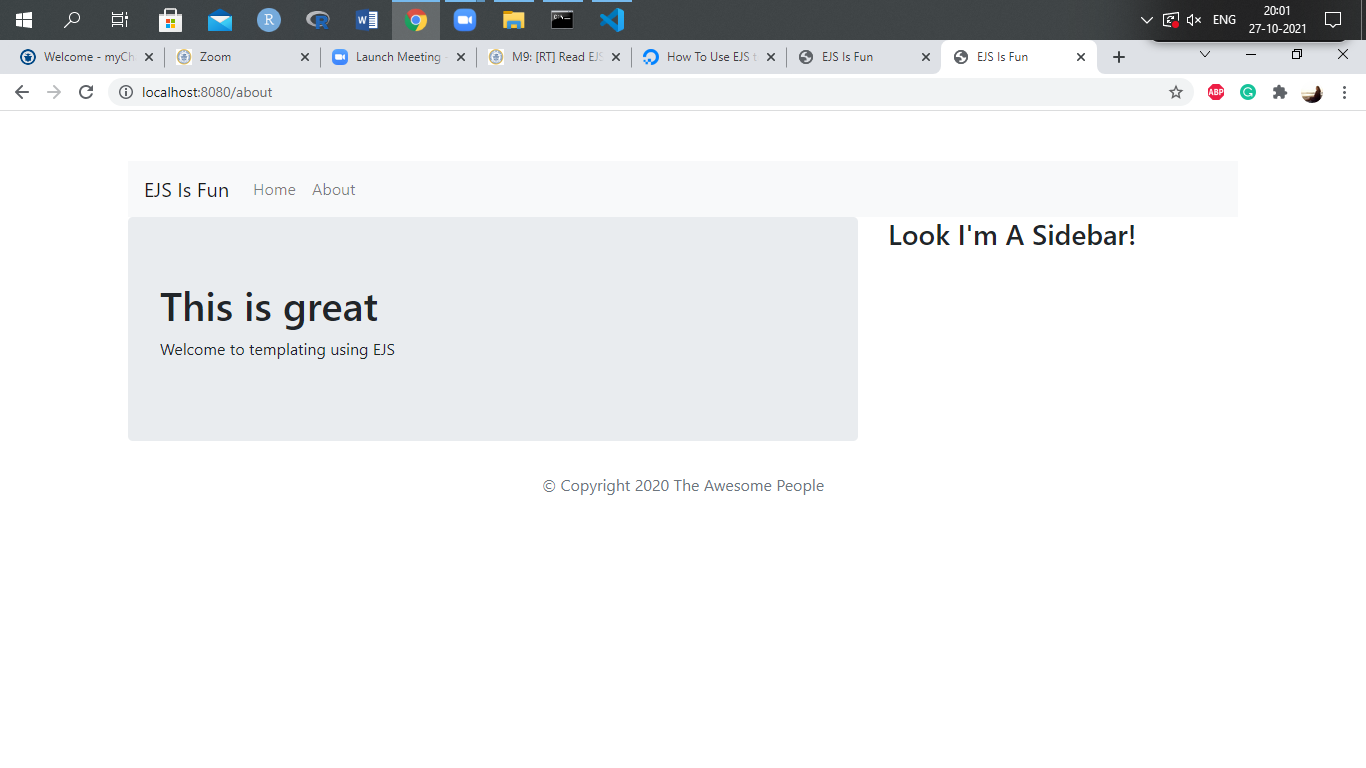 ENG
20:01
27-10-2021
Welcome - myCh
Zoom
Launch Meeting -
M9: [RT] Read EJS
How To Use EJS t
EJS Is Fun
EJS Is Fun
localhost:8080/about
ABP
EJS Is Fun Home About
This is great
Welcome to templating using EJS
Look I'm A Sidebar!
© Copyright 2020 The Awesome People